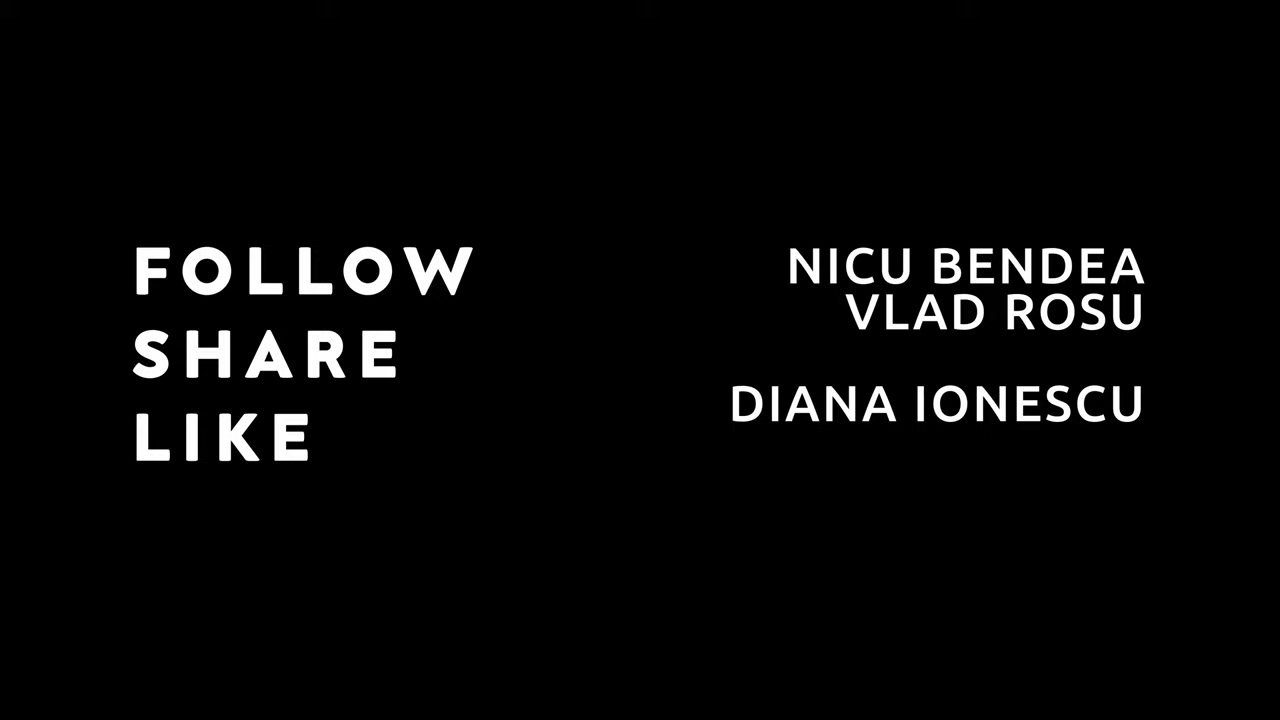 FOLLOW
SHARE
LIKE
NICU BENDEA
VLAD ROSU
DIANA IONESCU